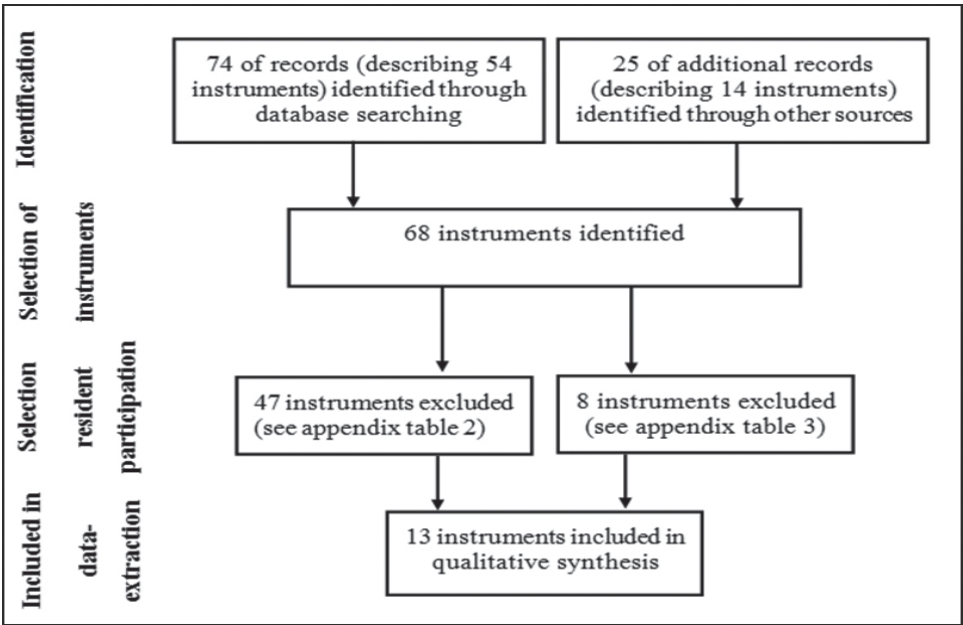 Identification
74 of records (describing 54
instruments) identified through
database searching
25 of additional records
(describing 14 instruments)
identified through other sources
Selection of
instruments
68 instruments identified
Selection
resident
participation
47 instruments excluded
(see appendix table 2)
8 instruments excluded
(see appendix table 3)
Included in
data-
extraction
13 instruments included in
qualitative synthesis